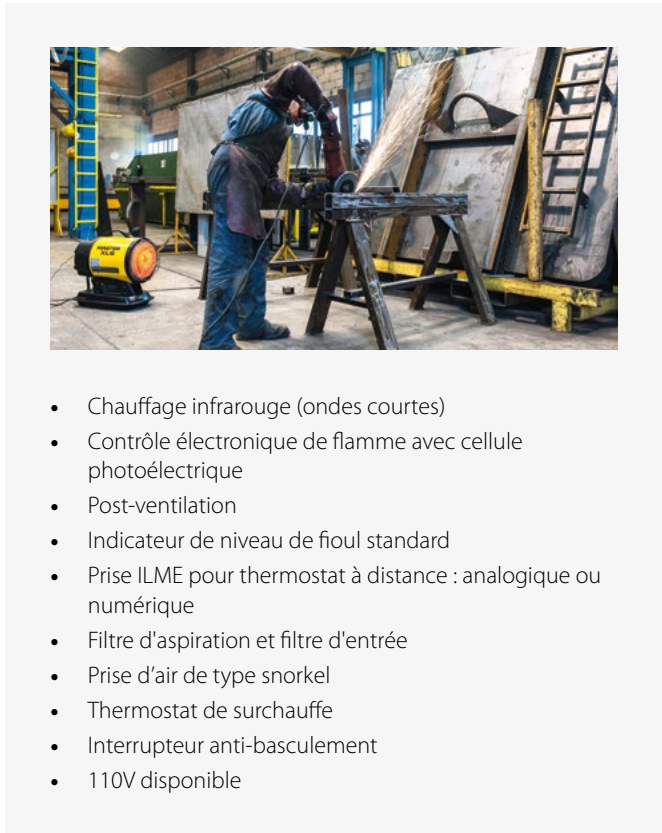 MASTER
XL6
• Chauffage infrarouge (ondes courtes)
• Contrôle électronique de flamme avec cellule
photoélectrique
• Post-ventilation
• Indicateur de niveau de fioul standard
• Prise ILME pour thermostat à distance : analogique ou
numérique
• Filtre d'aspiration et filtre d'entrée
• Prise d’air de type snorkel
• Thermostat de surchauffe
• Interrupteur anti-basculement
• 110V disponible